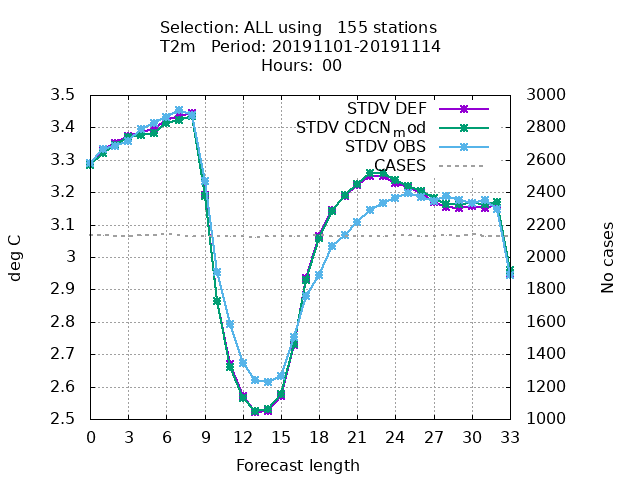 Selection: ALL using   155 stations
T2m   Period: 20191101-20191114
Hours: 00
3.5
3.4
3.3
3.2
3.1
3
2.9
2.8
2.7
2.6
2.5
deg C
STDV DEF
STDV CDCNmod
STDV OBS
CASES
3000
2800
2600
2400
2200
2000
1800
1600
1400
1200
1000
No cases
0 3 6 9 12 15 18 21 24 27 30 33
Forecast length